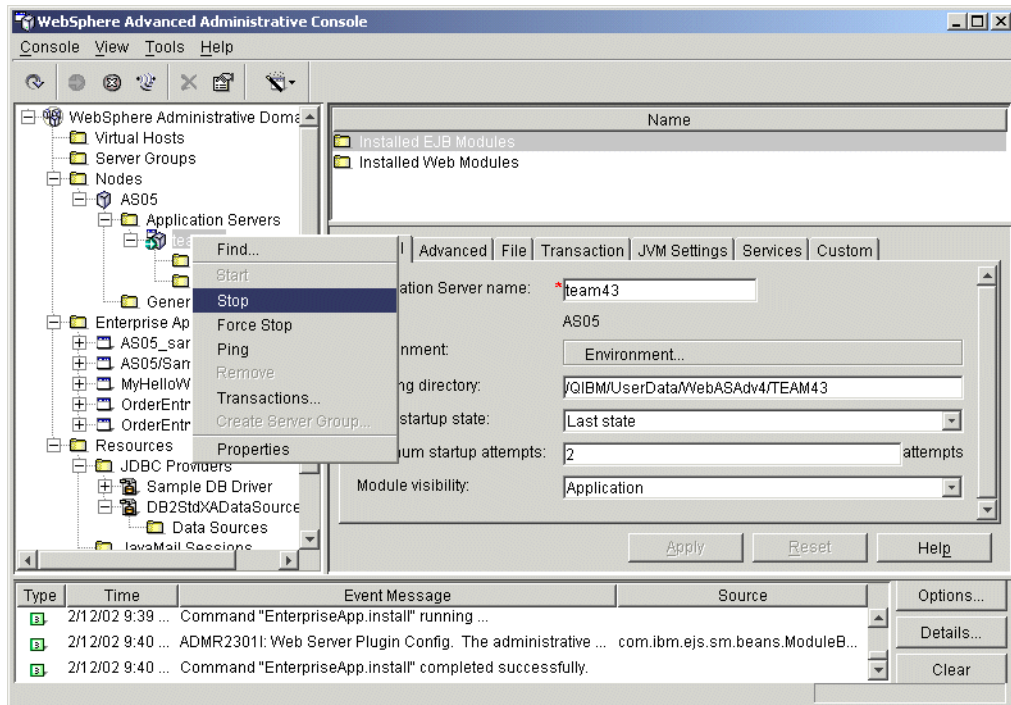 WebSphere Advanced Administrative Console
Console View Tools Help
WebSphere Administrative Doma
Virtual Hosts
Server Groups
Nodes
AS05
Application Servers
Gener
Enterprise Ap
AS05_sar
AS05/Sam
MyHelloW
OrderEntr
OrderEntr
Resources
JDBC Providers
Sample DB Driver
DB2StdXADataSource
Data Sources
JavaMail Sessions
Find...
Start
Stop
Force Stop
Ping
Remove
Transactions...
Create Server Group...
Properties
Name
Installed EJB Modules
Installed Web Modules
l Advanced File Transaction JVM Settings Services Custom
ation Server name: *team43
AS05
nment: Environment...
ng directory: /QIBM/UserData/WebASAdv4/TEAM43
startup state: Last state
um startup attempts: 2 attempts
Module visibility: Application
Apply Reset Help
Type Time Event Message Source Options...
2/12/02 9:39 ... Command "EnterpriseApp.install" running ...
2/12/02 9:40 ... ADMR2301I: Web Server Plugin Config. The administrative ... com.ibm.ejs.sm.beans.ModuleB... Details...
2/12/02 9:40 ... Command "EnterpriseApp.install" completed successfully. Clear